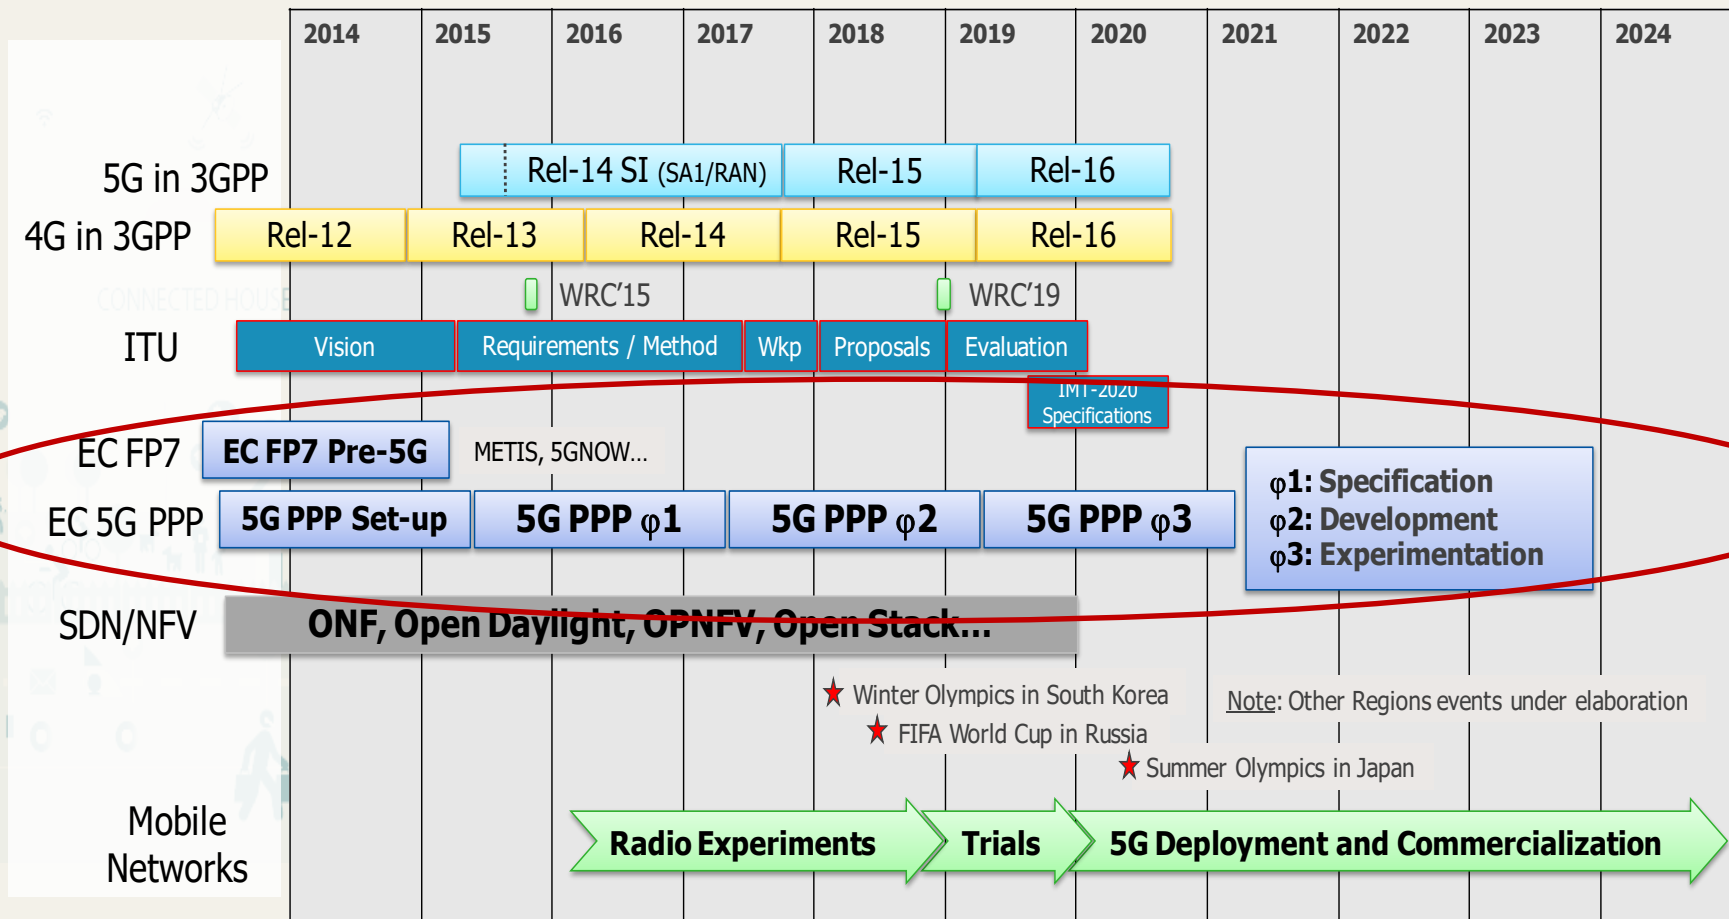 2014 2015 2016 2017 2018 2019 2020 2021 2022 2023 2024
5G in 3GPP
Rel-14 SI (SA1/RAN) Rel-15 Rel-16
4G in 3GPP
Rel-12 Rel-13 Rel-14 Rel-15 Rel-16
CONNECTED HOUSE
WRC'15 WRC'19
ITU
Vision Requirements / Method Wkp Proposals Evaluation
IMT-2020
Specifications
EC FP7
EC FP7 Pre-5G METIS, 5GNOW...
EC 5G PPP
5G PPP Set-up 5G PPP φ1 5G PPP φ2 5G PPP φ3
φ1: Specification
φ2: Development
φ3: Experimentation
SDN/NFV
ONF, Open Daylight, OPNFV, Open Stack...
Winter Olympics in South Korea
Note: Other Regions events under elaboration
FIFA World Cup in Russia
Summer Olympics in Japan
Mobile
Networks
Radio Experiments Trials 5G Deployment and Commercialization